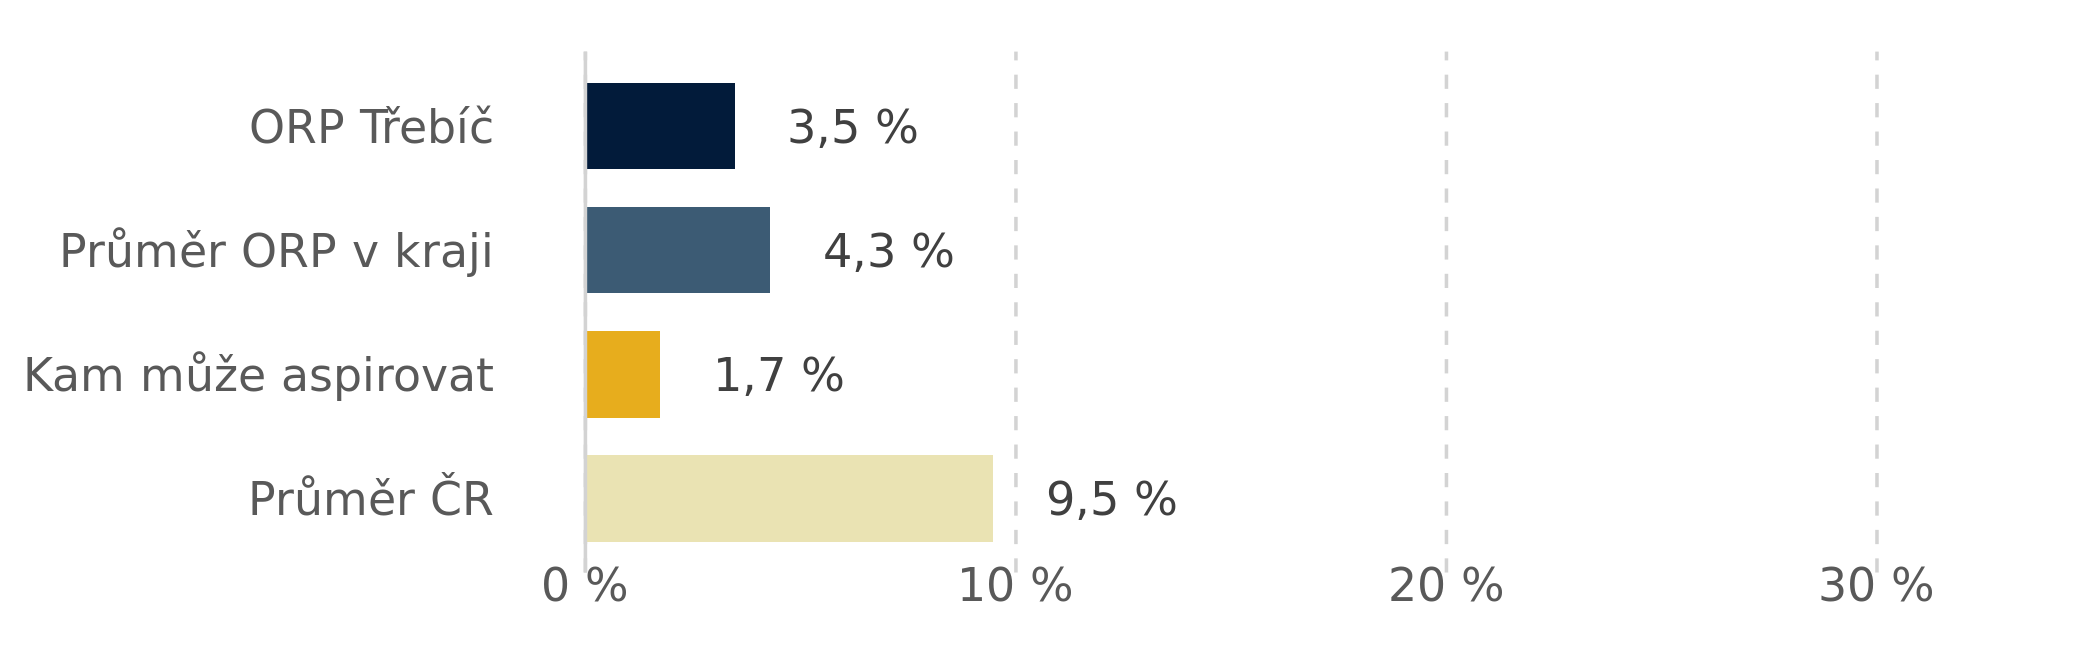 ORP Třebíč 3,5 %
Průměr ORP v kraji 4,3 %
Kam může aspirovat 1,7 %
Průměr ČR 9,5 %
0 % 10 % 20 % 30 %